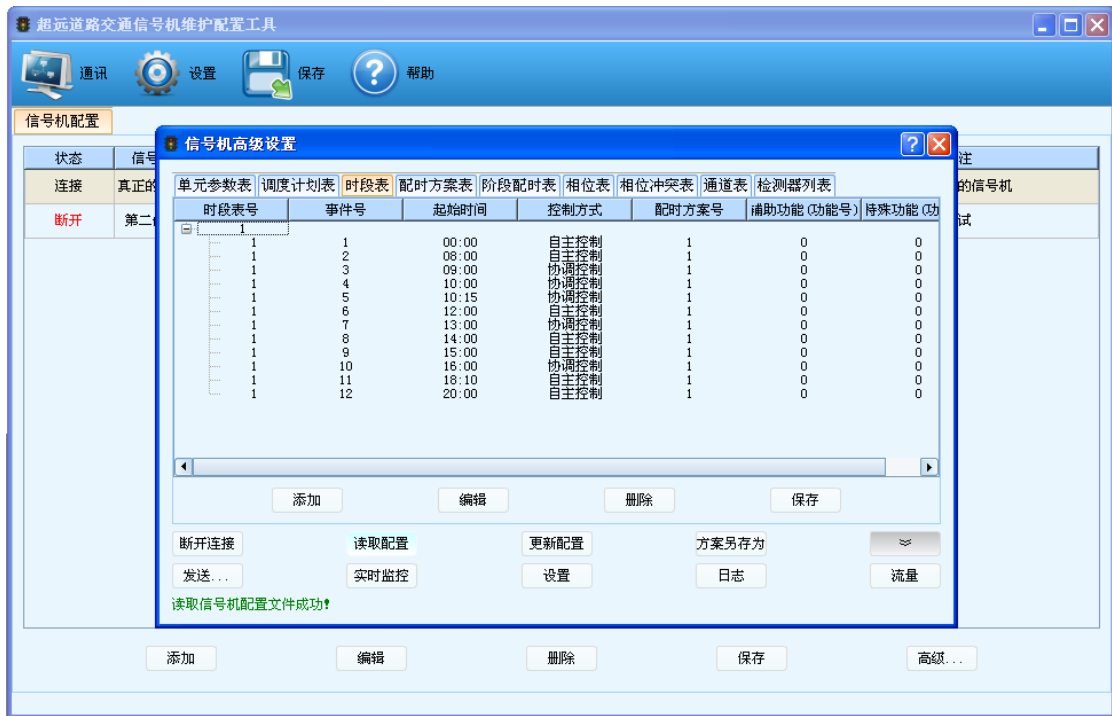 超远道路交通信号机维护配置工具
通讯 设置 保存 帮助
信号机配置
信号机高级设置
状态 信号 注
连接 真正的 的信号机
断开 第二 试
单元参数表 调度计划表 时段表 配时方案表 阶段配时表 相位表 相位冲突表 通道表 检测器列表
时段表号 事件号 起始时间 控制方式 配时方案号 辅助功能(功能号) 特殊功能(功
1
1 1 00:00 自主控制 1 0 0
1 2 08:00 自主控制 1 0 0
1 3 09:00 协调控制 1 0 0
1 4 10:00 协调控制 1 0 0
1 5 10:15 协调控制 1 0 0
1 6 12:00 自主控制 1 0 0
1 7 13:00 协调控制 1 0 0
1 8 14:00 自主控制 1 0 0
1 9 15:00 自主控制 1 0 0
1 10 16:00 协调控制 1 0 0
1 11 18:10 自主控制 1 0 0
1 12 20:00 自主控制 1 0 0
添加 编辑 删除 保存
断开连接 读取配置 更新配置 方案另存为
发送... 实时监控 设置 日志 流量
读取信号机配置文件成功!
添加 编辑 删除 保存 高级...